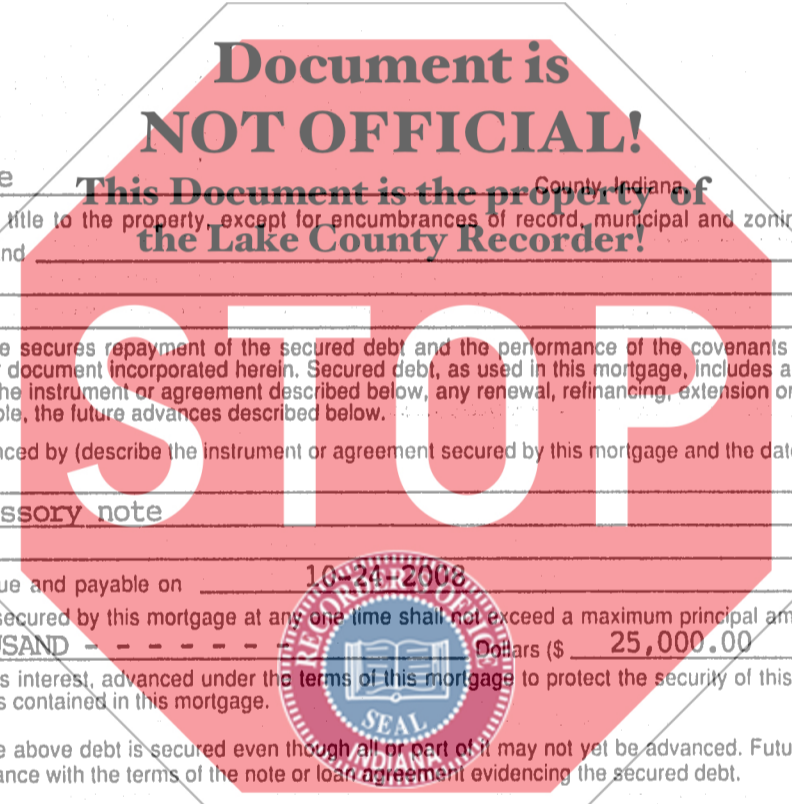 Document is
NOT OFFICIAL!
e County, Indiana.
This Document is the property of
title to the property, except for encumbrances of record, municipal and zonin
the Lake County Recorder!
nd
STOP
e secures repayment of the secured debt and the performance of the covenants
document incorporated herein. Secured debt, as used in this mortgage, includes a
he instrument or agreement described below, any renewal, refinancing, extension or
ble, the future advances described below.
nced by (describe the instrument or agreement secured by this mortgage and the date
ssory note
ue and payable on 10-24-2008
secured by this mortgage at any one time shall not exceed a maximum principal am
USAND - - - - - - - Dollars ($ 25,000.00
s interest, advanced under the terms of this mortgage to protect the security of this
s contained in this mortgage.
RECORDER'S OFFICE
SEAL
INDIANA
e above debt is secured even though all or part of it may not yet be advanced. Futu
ance with the terms of the note or loan agreement evidencing the secured debt.